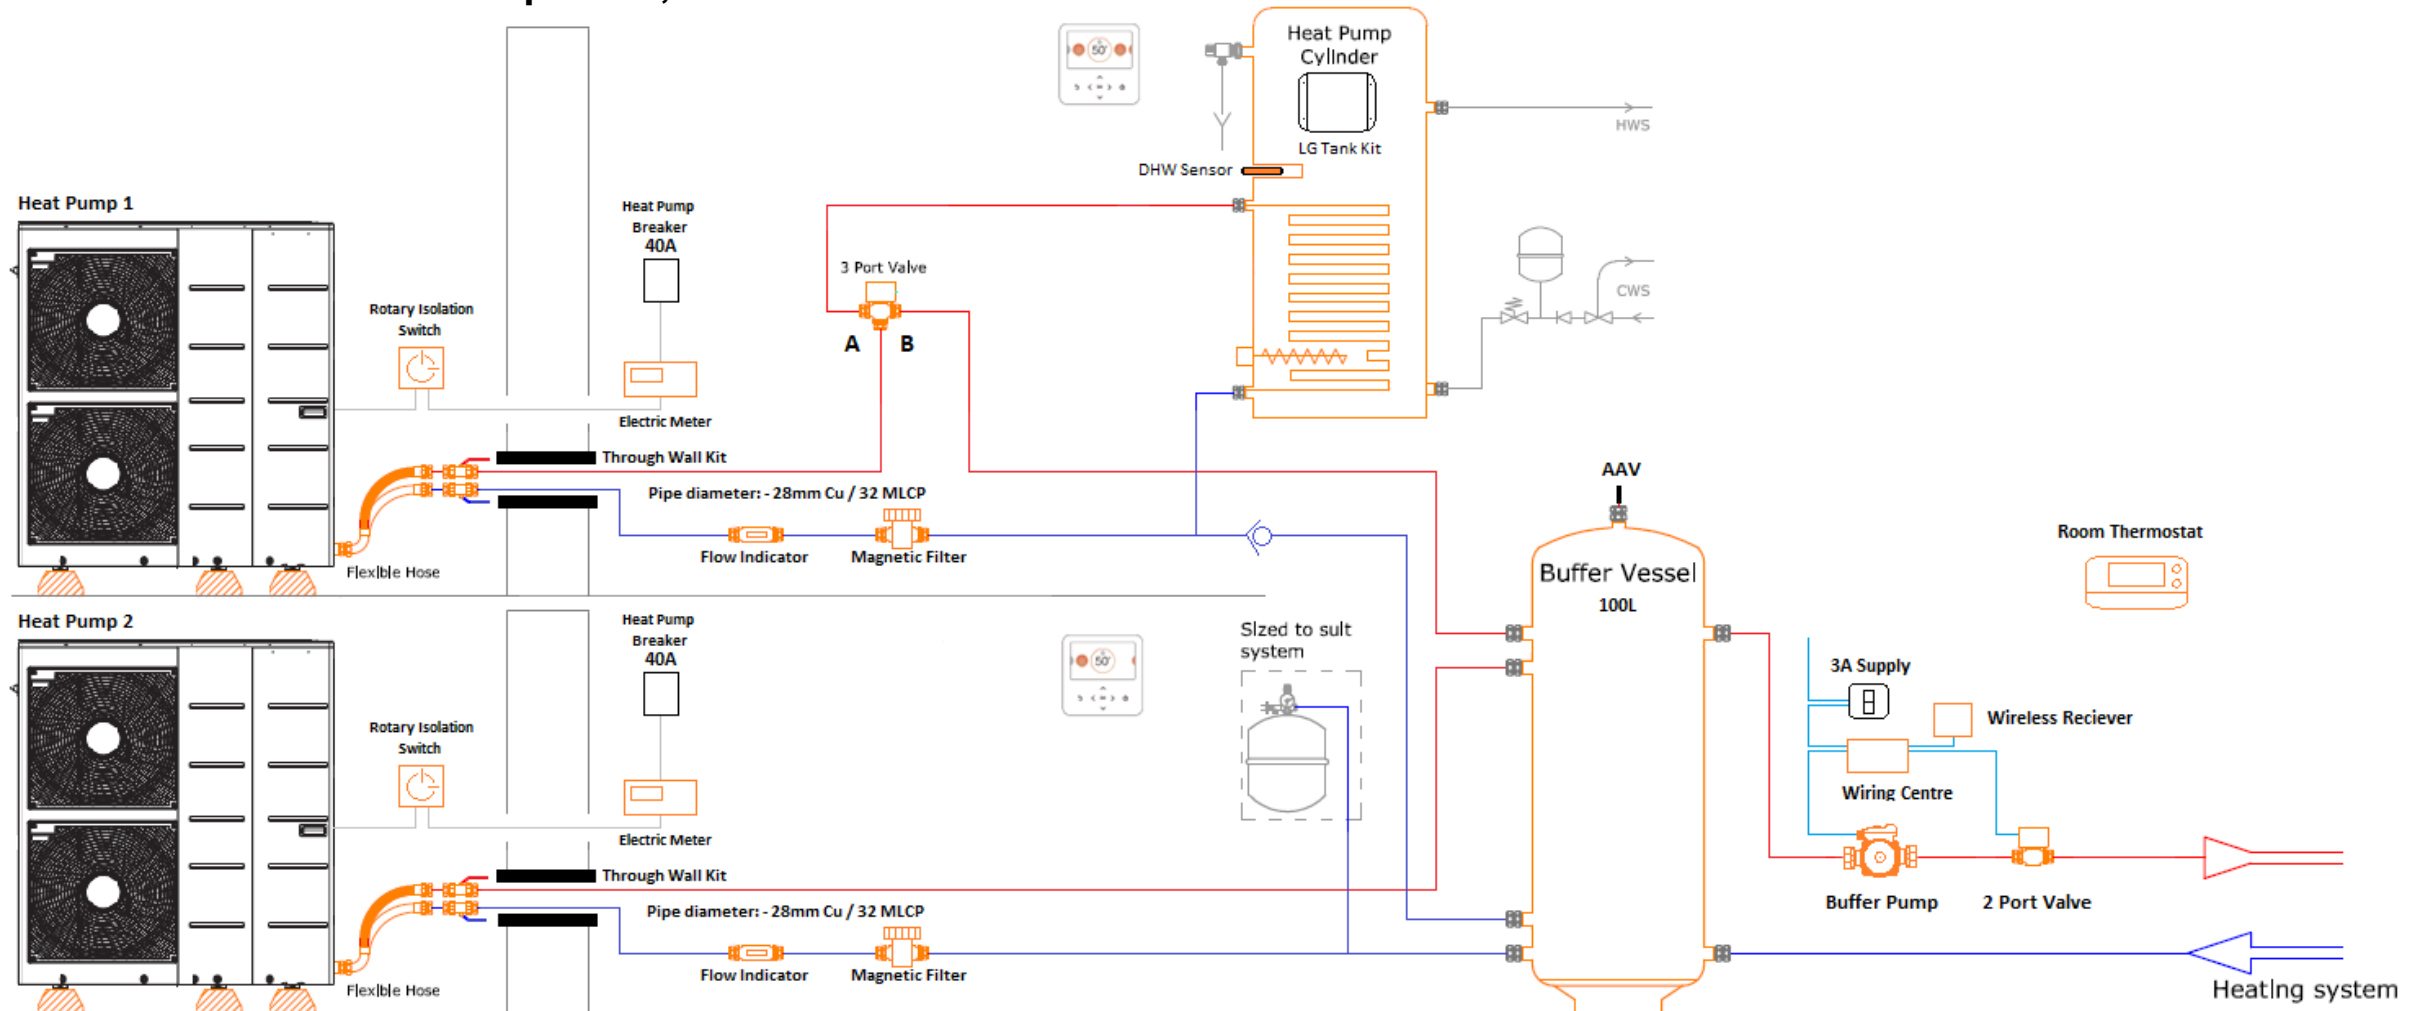 Heat Pump
Cylinder
LG Tank Kit
HWS
50°
DHW Sensor
Heat Pump 1
Heat Pump
Breaker
40A
3 Port Valve
A
B
CWS
Rotary Isolation
Switch
Electric Meter
Through Wall Kit
Pipe diameter: - 28mm Cu / 32 MLCP
Flow Indicator
Magnetic Filter
Flexible Hose
AAV
Buffer Vessel
100L
Room Thermostat
Heat Pump 2
Heat Pump
Breaker
40A
50°
Sized to suit
system
3A Supply
Wireless Reciever
Wiring Centre
Rotary Isolation
Switch
Electric Meter
Through Wall Kit
Pipe diameter: - 28mm Cu / 32 MLCP
Flow Indicator
Magnetic Filter
Flexible Hose
Buffer Pump
2 Port Valve
Heating system